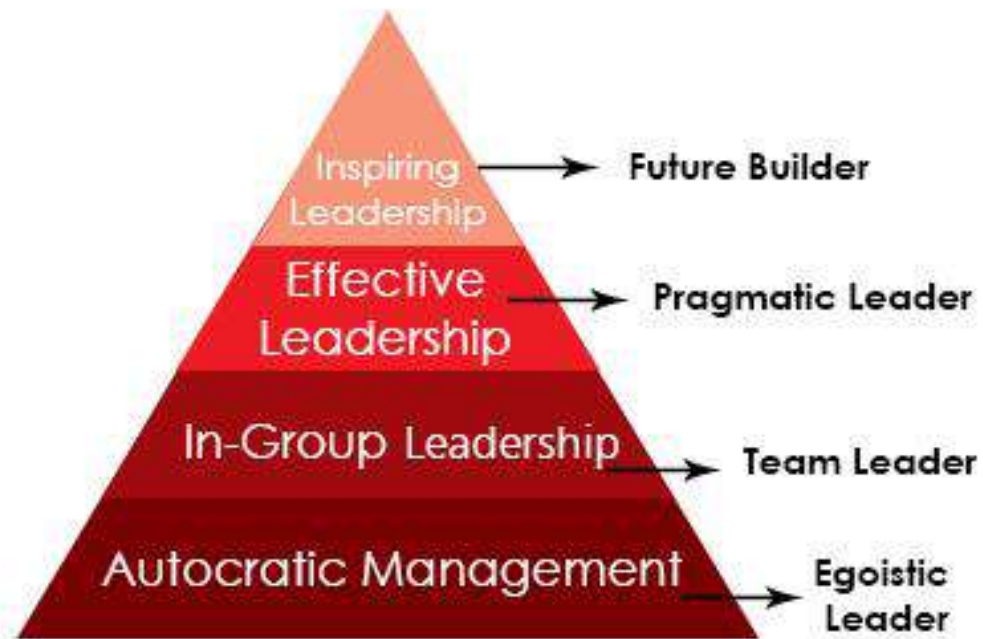 Inspiring
Leadership
Future Builder
Effective
Leadership
Pragmatic Leader
In-Group Leadership
Team Leader
Autocratic Management
Egoistic
Leader